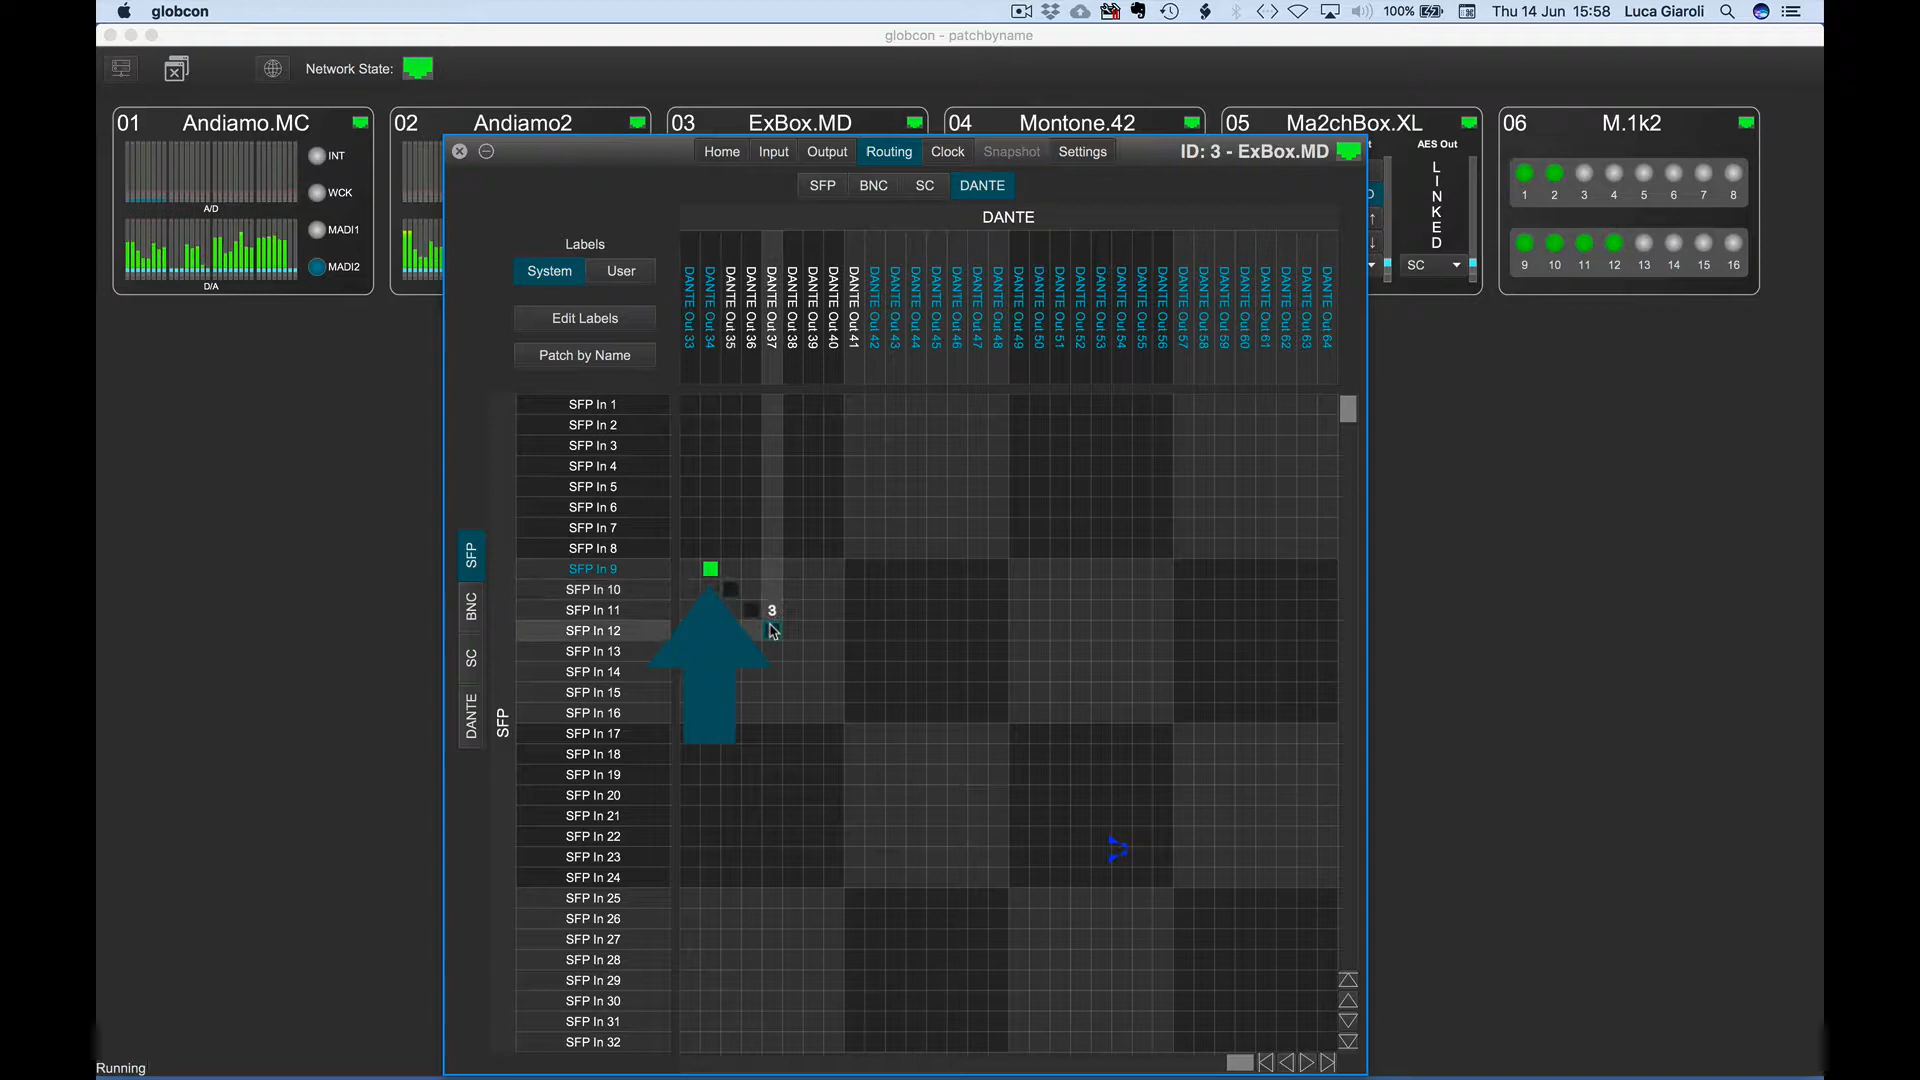 globcon
100%
Thu 14 Jun 15:58
Luca Giaroli
globcon - patchbyname
Network State:
01 Andiamo.MC
INT
WCK
MADI1
MADI2
A/D
D/A
02 Andiamo2
03 ExBox.MD
04 Montone.42
05 Ma2chBox.XL
AES Out
LINKED
SC
06 M.1k2
1 2 3 4 5 6 7 8
9 10 11 12 13 14 15 16
Home Input Output Routing Clock Snapshot Settings
ID: 3 - ExBox.MD
SFP BNC SC DANTE
DANTE
Labels
System User
Edit Labels
Patch by Name
DANTE Out 33
DANTE Out 34
DANTE Out 35
DANTE Out 36
DANTE Out 37
DANTE Out 38
DANTE Out 39
DANTE Out 40
DANTE Out 41
DANTE Out 42
DANTE Out 43
DANTE Out 44
DANTE Out 45
DANTE Out 46
DANTE Out 47
DANTE Out 48
DANTE Out 49
DANTE Out 50
DANTE Out 51
DANTE Out 52
DANTE Out 53
DANTE Out 54
DANTE Out 55
DANTE Out 56
DANTE Out 57
DANTE Out 58
DANTE Out 59
DANTE Out 60
DANTE Out 61
DANTE Out 62
DANTE Out 63
DANTE Out 64
SFP
BNC
SC
DANTE
SFP
SFP In 1
SFP In 2
SFP In 3
SFP In 4
SFP In 5
SFP In 6
SFP In 7
SFP In 8
SFP In 9
SFP In 10
SFP In 11
3
SFP In 12
SFP In 13
SFP In 14
SFP In 15
SFP In 16
SFP In 17
SFP In 18
SFP In 19
SFP In 20
SFP In 21
SFP In 22
SFP In 23
SFP In 24
SFP In 25
SFP In 26
SFP In 27
SFP In 28
SFP In 29
SFP In 30
SFP In 31
SFP In 32
Running